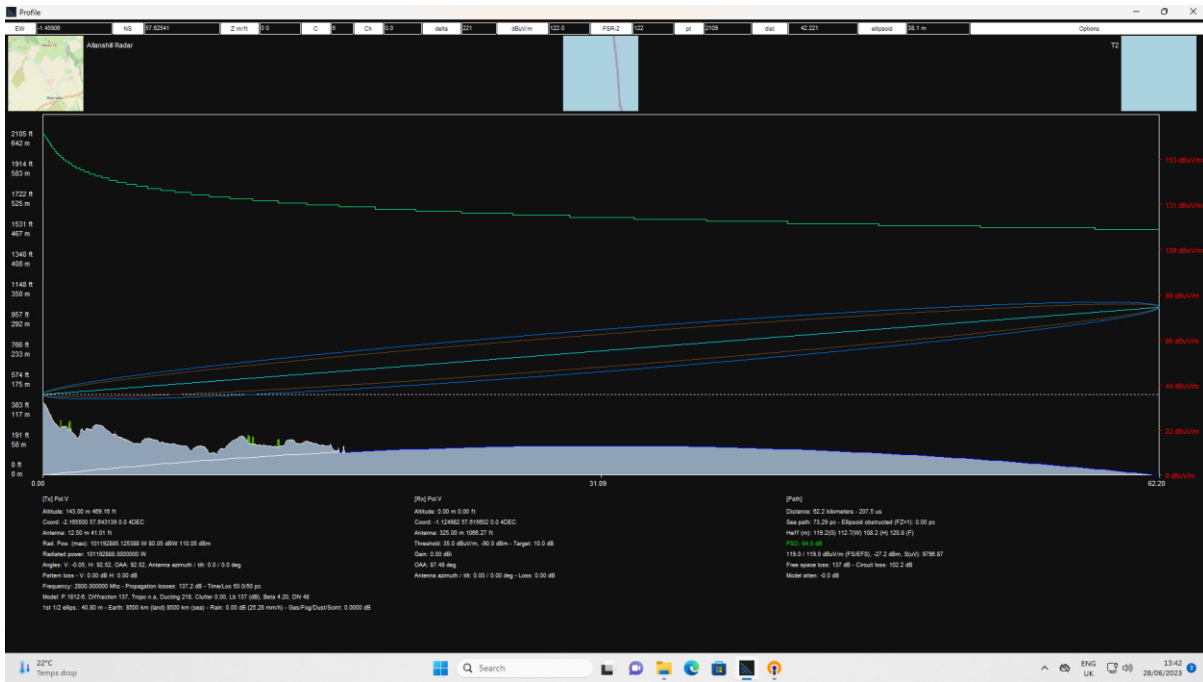 Profile
EW -1.45906 NS 57.62541 Z m/ft 0.0 C 6 Ch 0.0 delta 221 dBuV/m 122.0 FSR-2 122 pt 2109 dist 42.221 ellipsoid 38.1 m Options
Allanshill Radar
T2
2105 ft
642 m
1914 ft
583 m
1722 ft
525 m
1531 ft
467 m
1340 ft
408 m
1148 ft
350 m
957 ft
292 m
766 ft
233 m
574 ft
175 m
383 ft
117 m
191 ft
58 m
0 ft
0 m
153 dBuV/m
131 dBuV/m
109 dBuV/m
88 dBuV/m
66 dBuV/m
44 dBuV/m
22 dBuV/m
0 dBuV/m
0.00 31.09 62.20
[Tx] Pol:V
Altitude: 143.00 m 469.16 ft
Coord: -2.165500 57.643139 0.0 4DEC
Antenna: 12.50 m 41.01 ft
Rad. Pow. (max): 101192885.125388 W 80.05 dBW 110.05 dBm
Radiated power: 101192888.0000000 W
Angles: V: -0.05, H: 92.52, OAA: 92.52, Antenna azimuth / tilt: 0.0 / 0.0 deg
Pattern loss - V: 0.00 dB H: 0.00 dB
Frequency: 2800.000000 Mhz - Propagation losses: 137.2 dB - Time/Loc 50.0/50 pc
Model: P.1812-6, Diffraction 137, Tropo n.a, Ducting 218, Clutter 0.00, Lb 137 (dB), Beta 4.20, DN 48
1st 1/2 ellips.: 40.80 m - Earth: 8500 km (land) 8500 km (sea) - Rain: 0.00 dB (25.28 mm/h) - Gas/Fog/Dust/Scint: 0.0000 dB
[Rx] Pol:V
Altitude: 0.00 m 0.00 ft
Coord: -1.124982 57.615602 0.0 4DEC
Antenna: 325.00 m 1066.27 ft
Threshold: 35.0 dBuV/m, -90.0 dBm - Target: 10.0 dB
Gain: 0.00 dBi
OAA: 87.48 deg
Antenna azimuth / tilt: 0.00 / 0.00 deg - Loss: 0.00 dB
[Path]
Distance: 62.2 kilometers - 207.5 us
Sea path: 73.29 pc - Ellipsoid obstructed (FZ>1): 0.00 pc
Heff (m): 119.2(G) 112.7(W) 108.2 (H) 120.8 (F)
PSO: 84.0 dB
119.0 / 119.0 dBuV/m (FS/EFS), -27.2 dBm, S(uV): 9796.87
Free space loss: 137 dB - Circuit loss: 102.2 dB
Model atten: -0.0 dB
22°C
Temps drop
Search
ENG
UK
13:42
28/06/2023